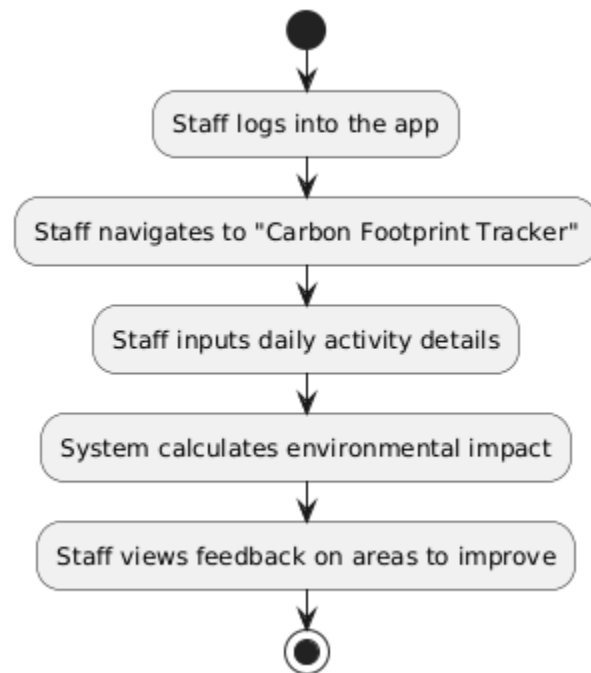 Staff logs into the app
Staff navigates to "Carbon Footprint Tracker"
Staff inputs daily activity details
System calculates environmental impact
Staff views feedback on areas to improve